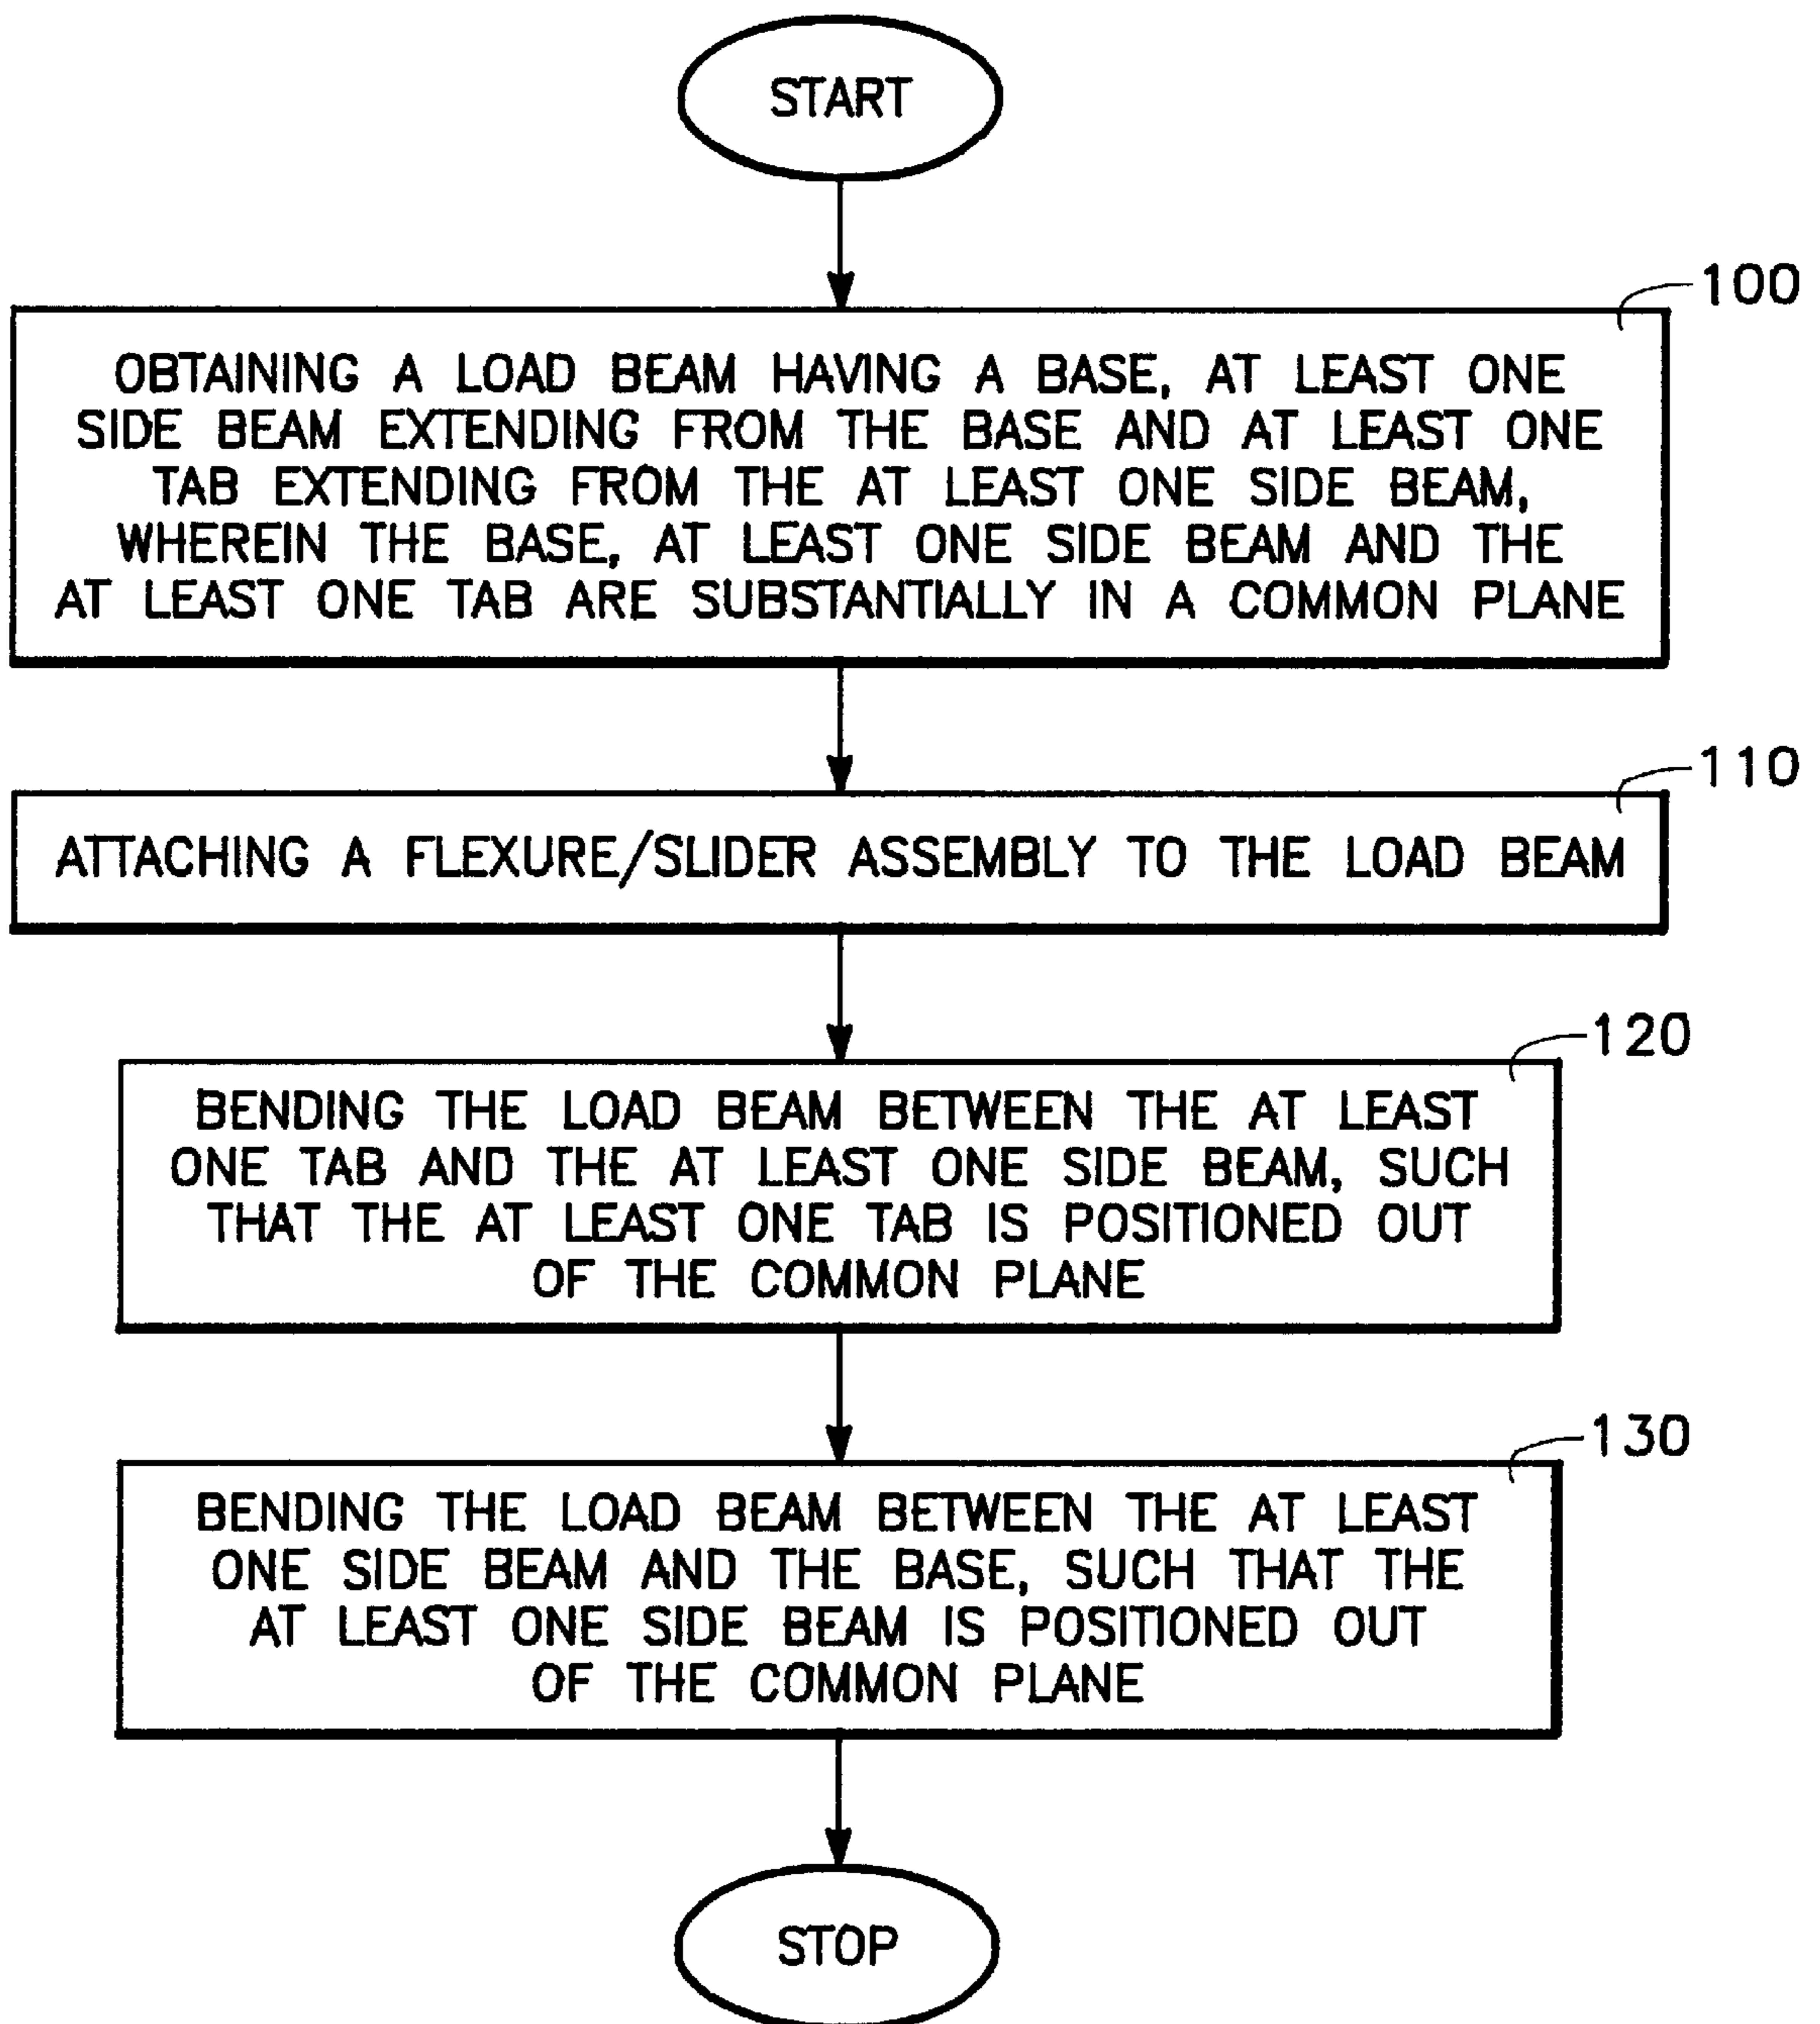 START
100
OBTAINING A LOAD BEAM HAVING A BASE, AT LEAST ONE
SIDE BEAM EXTENDING FROM THE BASE AND AT LEAST ONE
TAB EXTENDING FROM THE AT LEAST ONE SIDE BEAM,
WHEREIN THE BASE, AT LEAST ONE SIDE BEAM AND THE
AT LEAST ONE TAB ARE SUBSTANTIALLY IN A COMMON PLANE
110
ATTACHING A FLEXURE/SLIDER ASSEMBLY TO THE LOAD BEAM
120
BENDING THE LOAD BEAM BETWEEN THE AT LEAST
ONE TAB AND THE AT LEAST ONE SIDE BEAM, SUCH
THAT THE AT LEAST ONE TAB IS POSITIONED OUT
OF THE COMMON PLANE
130
BENDING THE LOAD BEAM BETWEEN THE AT LEAST
ONE SIDE BEAM AND THE BASE, SUCH THAT THE
AT LEAST ONE SIDE BEAM IS POSITIONED OUT
OF THE COMMON PLANE
STOP